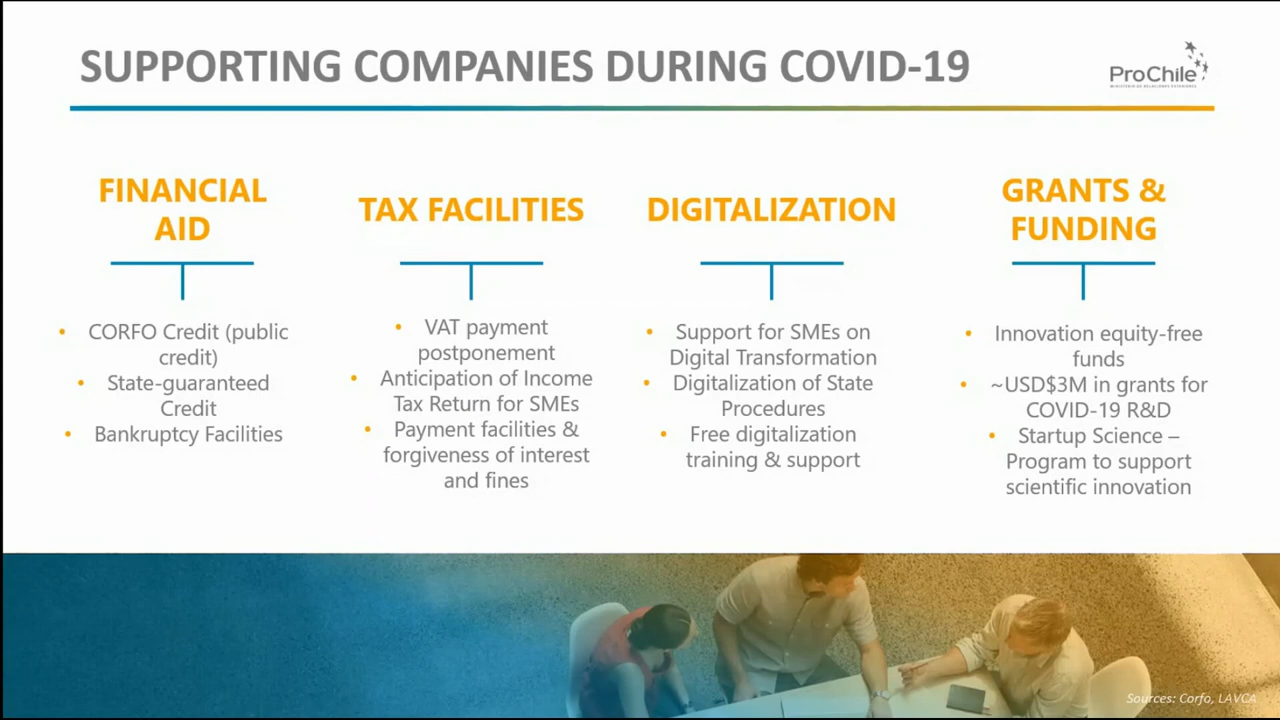 SUPPORTING COMPANIES DURING COVID-19
ProChile
MINISTERIO DE RELACIONES EXTERIORES
FINANCIAL
AID
• CORFO Credit (public
credit)
• State-guaranteed
Credit
• Bankruptcy Facilities
TAX FACILITIES
• VAT payment
postponement
• Anticipation of Income
Tax Return for SMEs
• Payment facilities &
forgiveness of interest
and fines
DIGITALIZATION
• Support for SMEs on
Digital Transformation
• Digitalization of State
Procedures
• Free digitalization
training & support
GRANTS &
FUNDING
• Innovation equity-free
funds
• ~USD$3M in grants for
COVID-19 R&D
• Startup Science –
Program to support
scientific innovation
Sources: Corfo, LAVCA